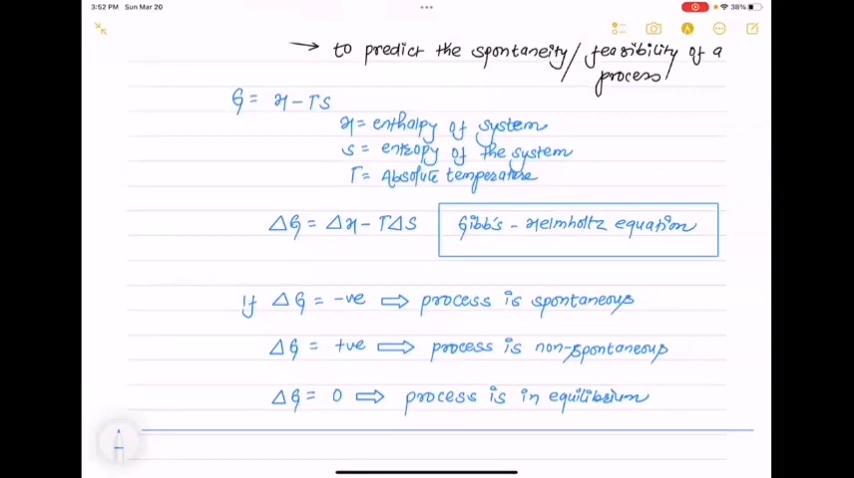 3:52 PM Sun Mar 20
38%
→ to predict the spontaneity/feasibility of a
process
G = H - TS
H = enthalpy of system
S = entropy of the system
T = Absolute temperature
ΔG = ΔH - TΔS Gibb's - Helmholtz equation
If ΔG = -ve ⇒ process is spontaneous
ΔG = +ve ⇒ process is non-spontaneous
ΔG = 0 ⇒ process is in equilibrium